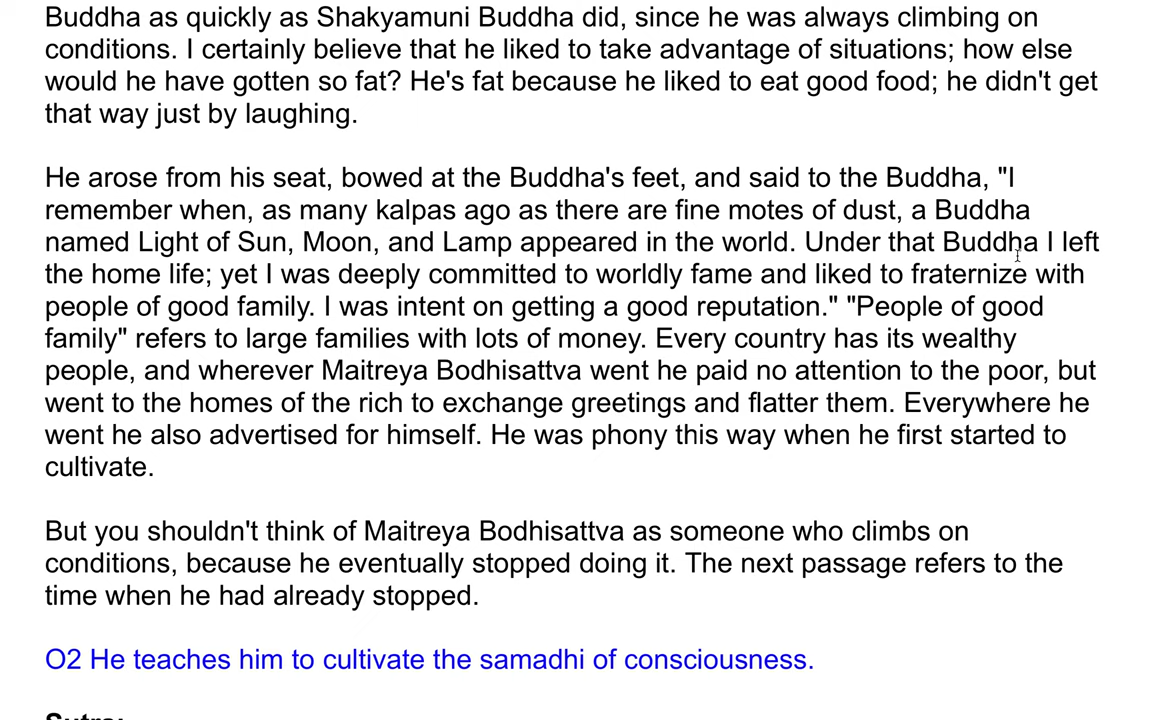 Buddha as quickly as Shakyamuni Buddha did, since he was always climbing on
conditions. I certainly believe that he liked to take advantage of situations; how else
would he have gotten so fat? He's fat because he liked to eat good food; he didn't get
that way just by laughing.
He arose from his seat, bowed at the Buddha's feet, and said to the Buddha, "I
remember when, as many kalpas ago as there are fine motes of dust, a Buddha
named Light of Sun, Moon, and Lamp appeared in the world. Under that Buddha I left
the home life; yet I was deeply committed to worldly fame and liked to fraternize with
people of good family. I was intent on getting a good reputation." "People of good
family" refers to large families with lots of money. Every country has its wealthy
people, and wherever Maitreya Bodhisattva went he paid no attention to the poor, but
went to the homes of the rich to exchange greetings and flatter them. Everywhere he
went he also advertised for himself. He was phony this way when he first started to
cultivate.
But you shouldn't think of Maitreya Bodhisattva as someone who climbs on
conditions, because he eventually stopped doing it. The next passage refers to the
time when he had already stopped.
O2 He teaches him to cultivate the samadhi of consciousness.
Sutra: